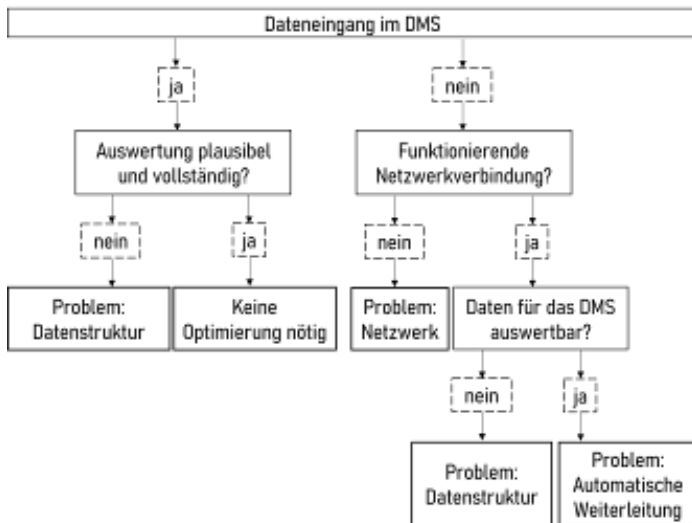 Dateneingang im DMS
ja
nein
Auswertung plausibel
und vollständig?
Funktionierende
Netzwerkverbindung?
nein
ja
nein
ja
Problem:
Datenstruktur
Keine
Optimierung nötig
Problem:
Netzwerk
Daten für das DMS
auswertbar?
nein
ja
Problem:
Datenstruktur
Problem:
Automatische
Weiterleitung